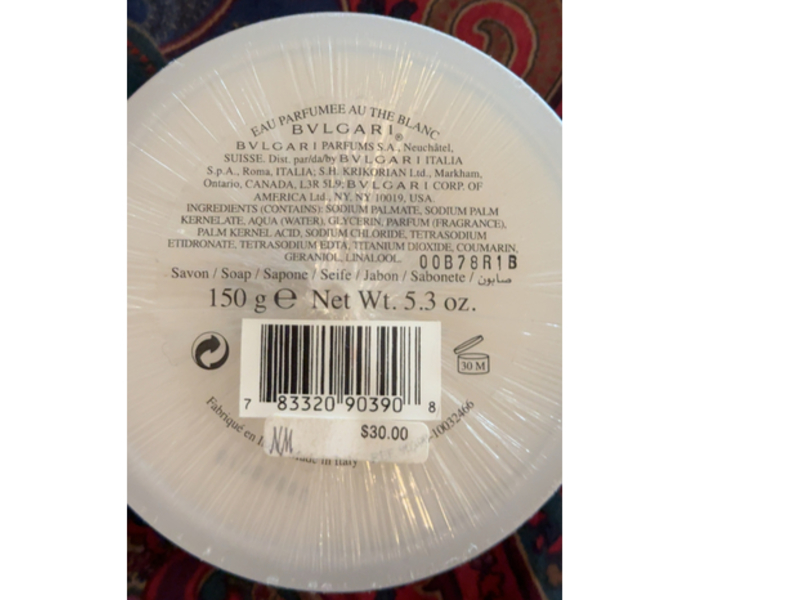 EAU PARFUMEE AU THE BLANC
BVLGARI®
BVLGARI PARFUMS S.A., Neuchâtel,
SUISSE. Dist. par/da/by BVLGARI ITALIA
S.p.A., Roma, ITALIA; S.H. KRIKORIAN Ltd., Markham,
Ontario, CANADA, L3R 5L9; BVLGARI CORP. OF
AMERICA Ltd., NY, NY 10019, USA.
INGREDIENTS (CONTAINS): SODIUM PALMATE, SODIUM PALM
KERNELATE, AQUA (WATER), GLYCERIN, PARFUM (FRAGRANCE),
PALM KERNEL ACID, SODIUM CHLORIDE, TETRASODIUM
ETIDRONATE, TETRASODIUM EDTA, TITANIUM DIOXIDE, COUMARIN,
GERANIOL, LINALOOL. 00B78R1B
Savon / Soap / Sapone / Seife / Jabon / Sabonete / صابون
150 g ℮ Net Wt. 5.3 oz.
30 M
7 83320 90390 8
NM $30.00
Fabriqué en
in Italy
-10032466